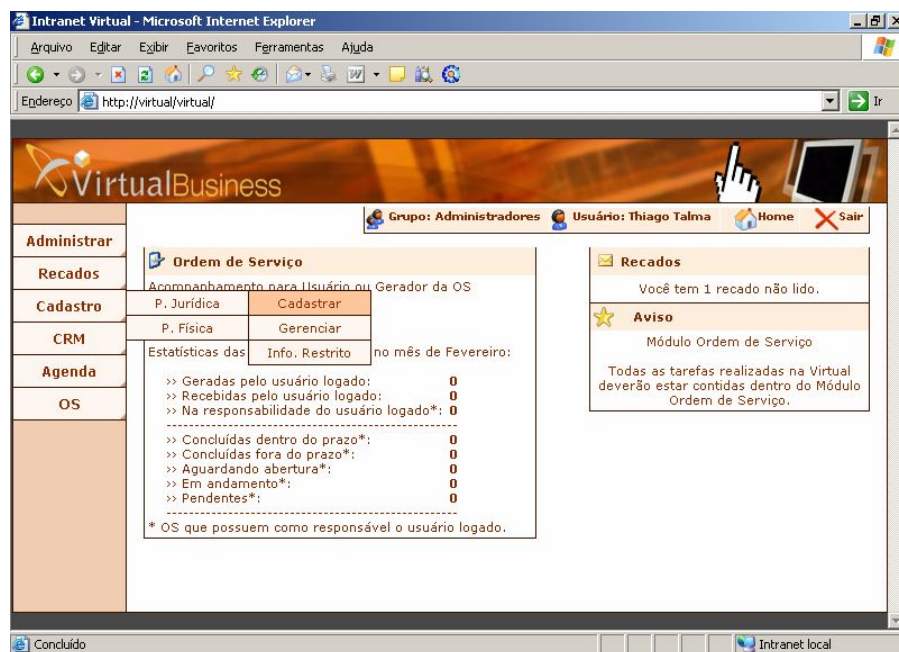 Intranet Virtual - Microsoft Internet Explorer
Arquivo Editar Exibir Favoritos Ferramentas Ajuda
Endereço http://virtual/virtual/ Ir
VirtualBusiness
Grupo: Administradores Usuário: Thiago Talma Home Sair
Administrar
Recados
Cadastro
CRM
Agenda
OS
Ordem de Serviço
Acompanhamento para Usuário ou Gerador da OS
P. Jurídica Cadastrar
P. Física Gerenciar
Info. Restrito
Estatísticas das no mês de Fevereiro:
>> Geradas pelo usuário logado: 0
>> Recebidas pelo usuário logado: 0
>> Na responsabilidade do usuário logado*: 0
>> Concluídas dentro do prazo*: 0
>> Concluídas fora do prazo*: 0
>> Aguardando abertura*: 0
>> Em andamento*: 0
>> Pendentes*: 0
* OS que possuem como responsável o usuário logado.
Recados
Você tem 1 recado não lido.
Aviso
Módulo Ordem de Serviço
Todas as tarefas realizadas na Virtual
deverão estar contidas dentro do Módulo
Ordem de Serviço.
Concluído Intranet local